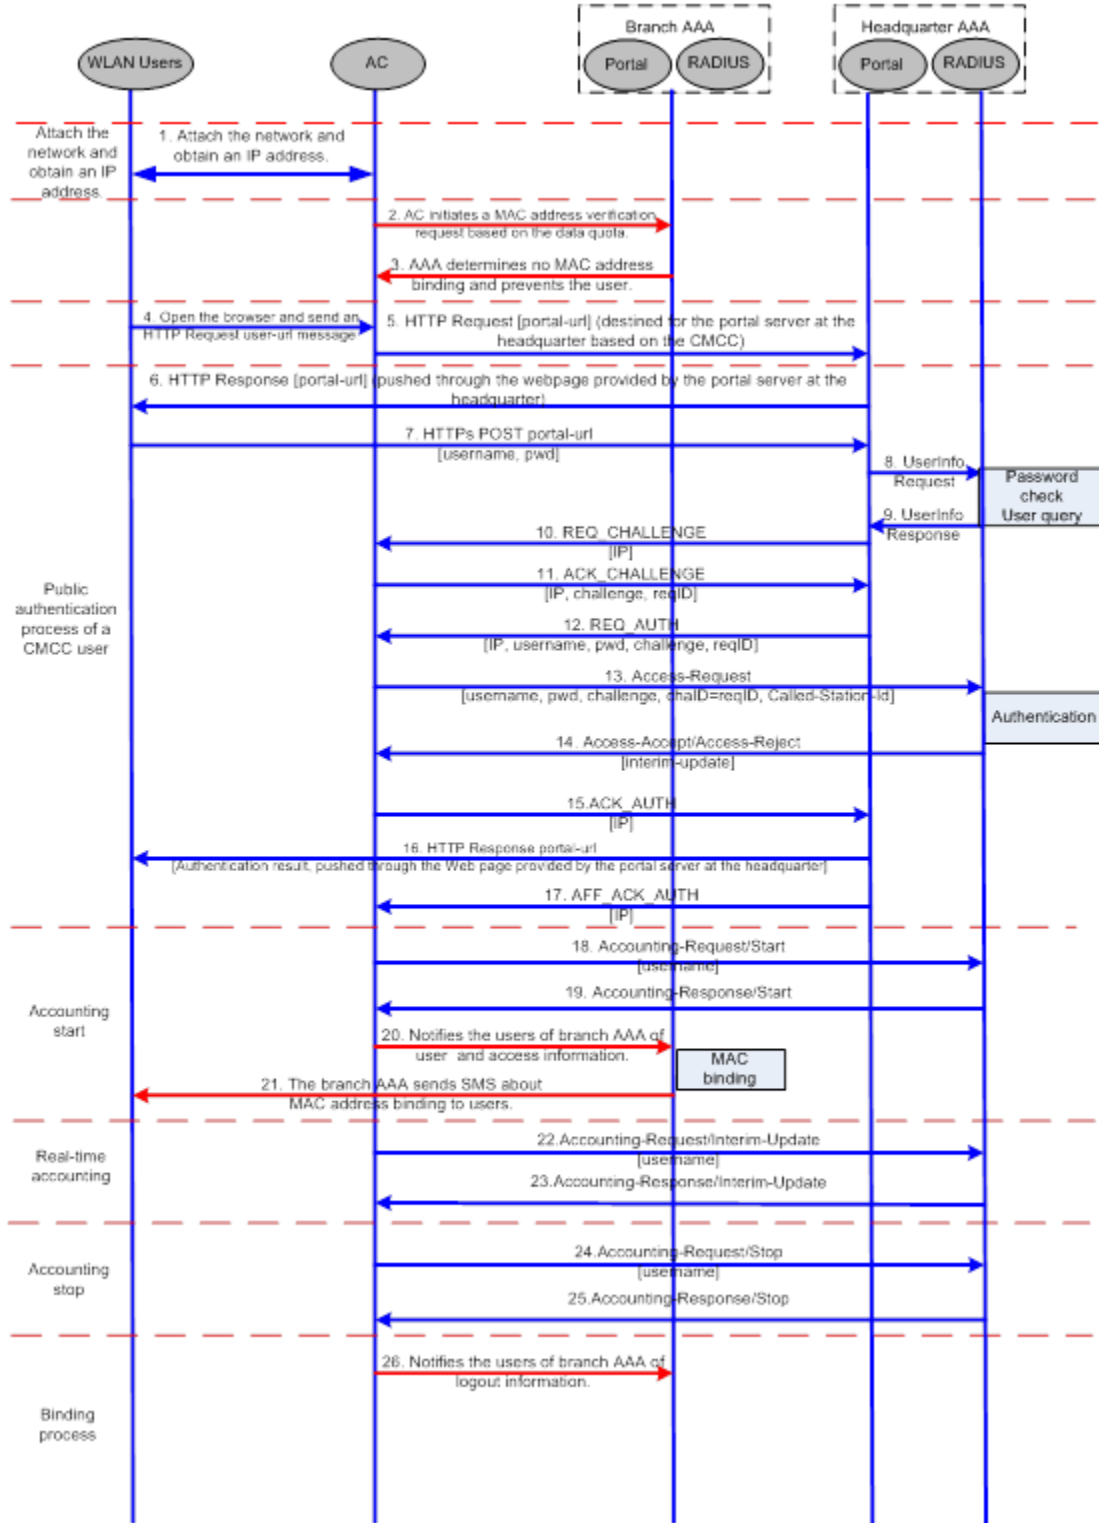 Branch AAA
Headquarter AAA
WLAN Users
AC
Portal
RADIUS
Portal
RADIUS
Attach the
network and
obtain an IP
address.
1. Attach the network and
obtain an IP address.
2. AC initiates a MAC address verification
request based on the data quota.
3. AAA determines no MAC address
binding and prevents the user.
4. Open the browser and send an
HTTP Request user-url message
5. HTTP Request [portal-url] (destined for the portal server at the
headquarter based on the CMCC)
6. HTTP Response [portal-url] (pushed through the webpage provided by the portal server at the
headquarter)
7. HTTPs POST portal-url
[username, pwd]
8. UserInfo
Request
Password
check
User query
9. UserInfo
Response
10. REQ_CHALLENGE
[IP]
11. ACK_CHALLENGE
[IP, challenge, reqID]
Public
authentication
process of a
CMCC user
12. REQ_AUTH
[IP, username, pwd, challenge, reqID]
13. Access-Request
[username, pwd, challenge, chaID=reqID, Called-Station-Id]
Authentication
14. Access-Accept/Access-Reject
[interim-update]
15.ACK_AUTH
[IP]
16. HTTP Response portal-url
[Authentication result, pushed through the Web page provided by the portal server at the headquarter]
17. AFF_ACK_AUTH
[IP]
18. Accounting-Request/Start
[username]
19. Accounting-Response/Start
Accounting
start
20. Notifies the users of branch AAA of
user and access information.
MAC
binding
21. The branch AAA sends SMS about
MAC address binding to users.
22.Accounting-Request/Interim-Update
[username]
Real-time
accounting
23.Accounting-Response/Interim-Update
24.Accounting-Request/Stop
[username]
Accounting
stop
25.Accounting-Response/Stop
26. Notifies the users of branch AAA of
logout information.
Binding
process